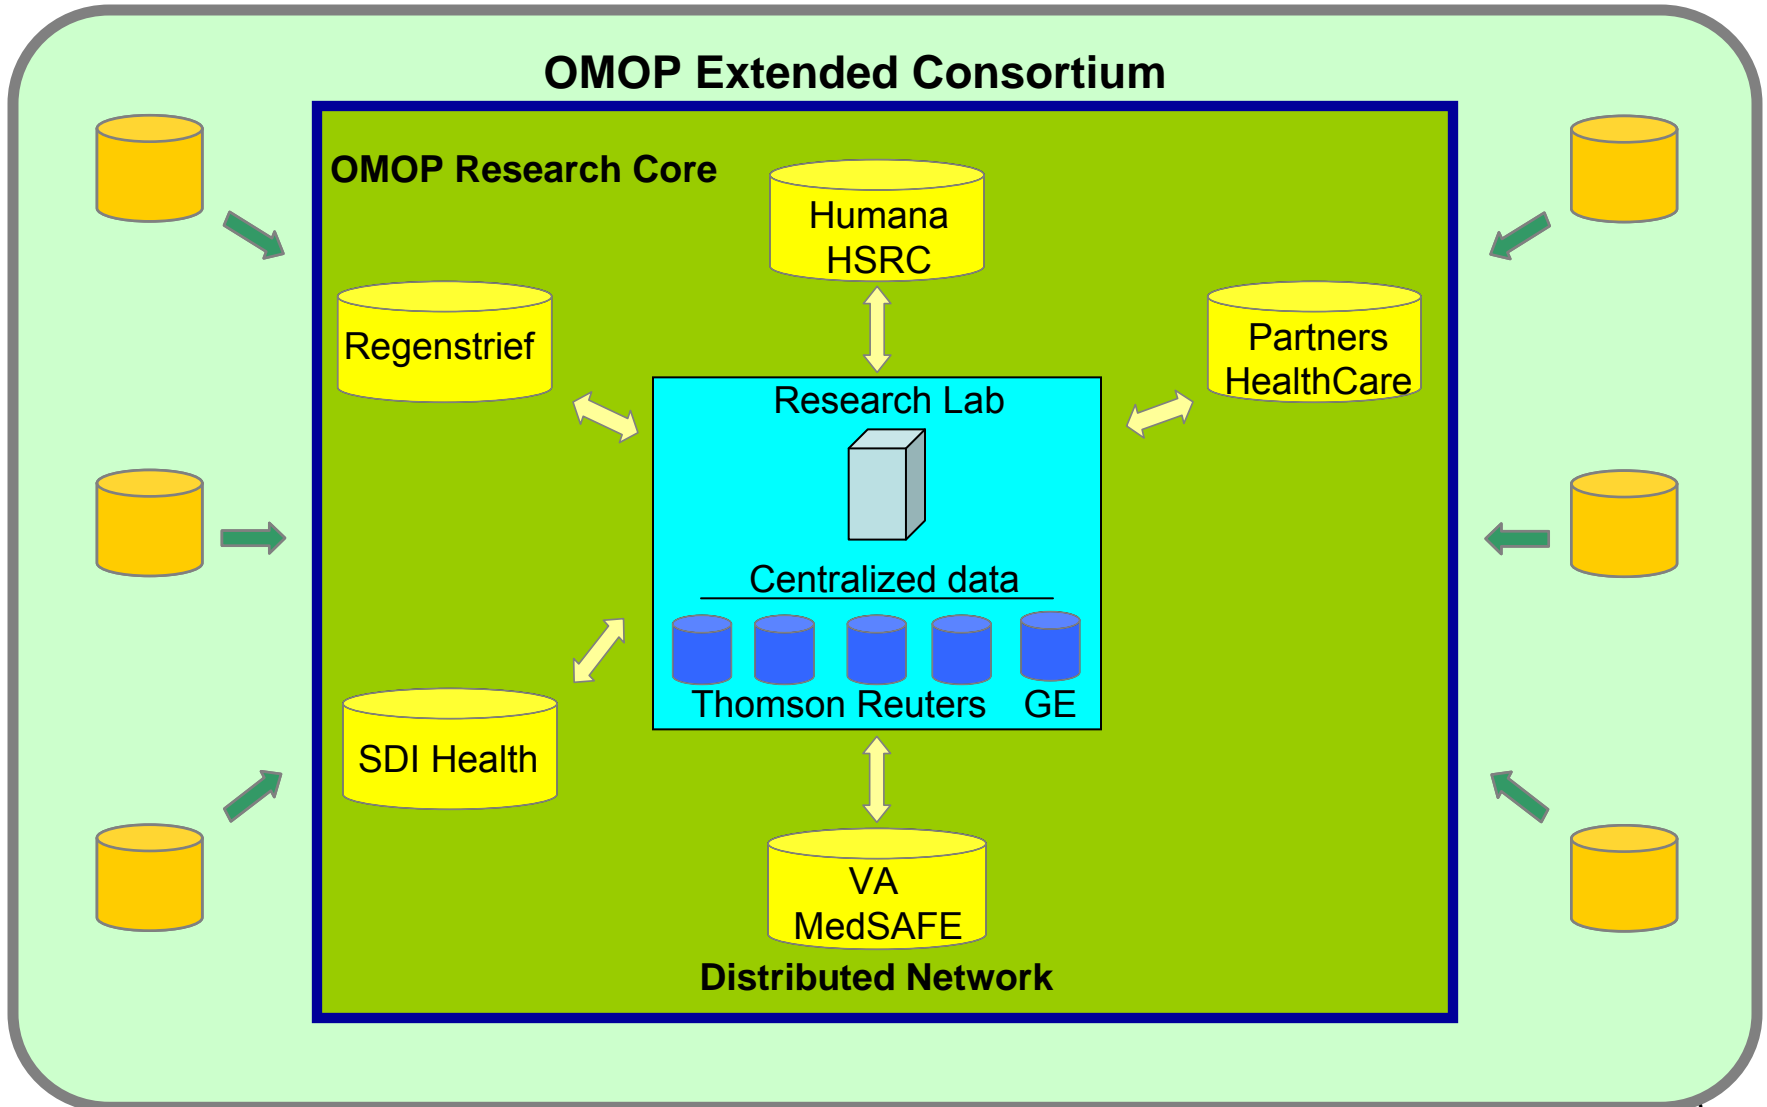 OMOP Extended Consortium
OMOP Research Core
Humana
HSRC
Regenstrief
Partners
HealthCare
Research Lab
Centralized data
Thomson Reuters GE
SDI Health
VA
MedSAFE
Distributed Network